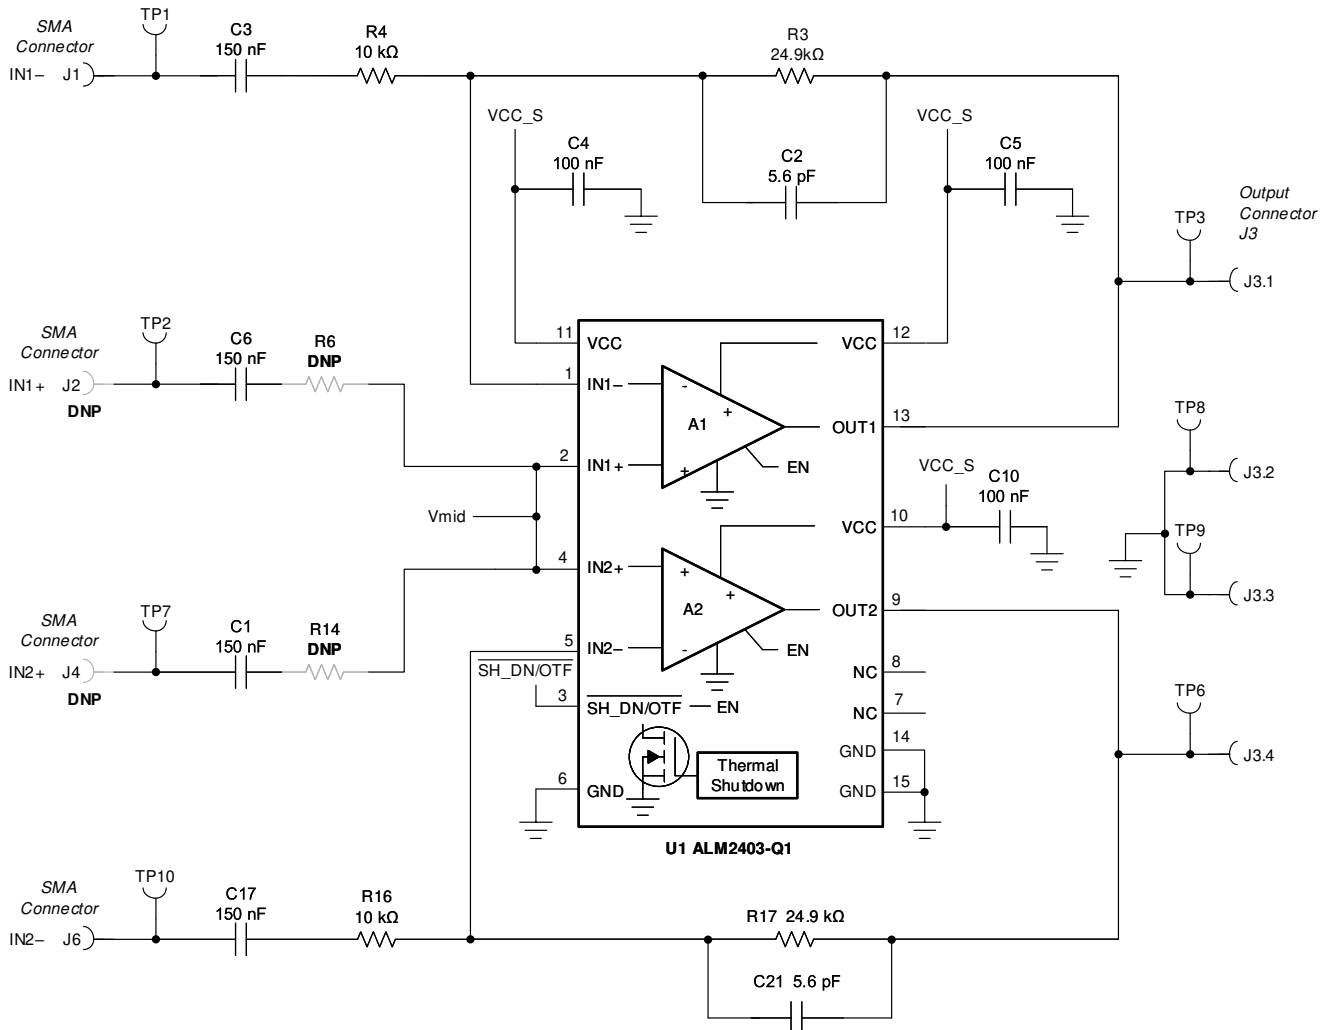 SMA
Connector
IN1−
J1
TP1
C3
150 nF
R4
10 kΩ
R3
24.9kΩ
C2
5.6 pF
VCC_S
C4
100 nF
VCC_S
C5
100 nF
Output
Connector
J3
TP3
J3.1
SMA
Connector
IN1+
J2
DNP
TP2
C6
150 nF
R6
DNP
11
VCC
VCC
12
1
IN1−
-
+
A1
+
OUT1
13
EN
2
IN1+
TP8
J3.2
Vmid
VCC_S
C10
100 nF
VCC
10
TP9
J3.3
4
IN2+
+
+
A2
-
OUT2
9
EN
SMA
Connector
IN2+
J4
DNP
TP7
C1
150 nF
R14
DNP
5
IN2−
SH_DN/OTF
3
SH_DN/OTF
EN
NC
8
NC
7
TP6
J3.4
GND
14
GND
15
Thermal
Shutdown
6
GND
U1 ALM2403-Q1
SMA
Connector
IN2−
J6
TP10
C17
150 nF
R16
10 kΩ
R17 24.9 kΩ
C21 5.6 pF